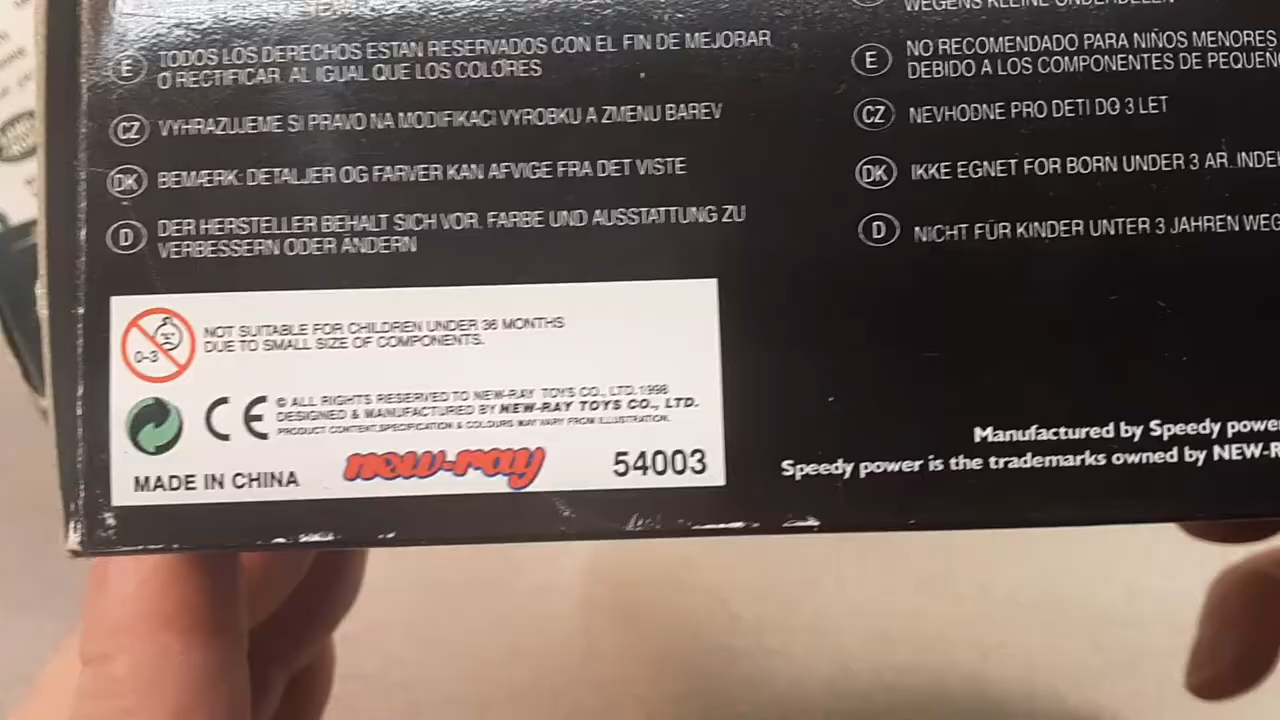 WEGENS KLEINE
E TODOS LOS DERECHOS ESTAN RESERVADOS CON EL FIN DE MEJORAR
O RECTIFICAR. AL IGUAL QUE LOS COLORES
CZ VYHRAZUJEME SI PRAVO NA MODIFIKACI VYROBKU A ZMENU BAREV
DK BEMÆRK: DETALJER OG FARVER KAN AFVIGE FRA DET VISTE
D DER HERSTELLER BEHALT SICH VOR. FARBE UND AUSSTATTUNG ZU
VERBESSERN ODER ANDERN
E NO RECOMENDADO PARA NIÑOS MENORES
DEBIDO A LOS COMPONENTES DE PEQUEÑ
CZ NEVHODNE PRO DETI DO 3 LET
DK IKKE EGNET FOR BORN UNDER 3 AR. INDE
D NICHT FÜR KINDER UNTER 3 JAHREN WEG
0-3
NOT SUITABLE FOR CHILDREN UNDER 36 MONTHS
DUE TO SMALL SIZE OF COMPONENTS.
CE
© ALL RIGHTS RESERVED TO NEW-RAY TOYS CO., LTD. 1998
DESIGNED & MANUFACTURED BY NEW-RAY TOYS CO., LTD.
PRODUCT CONTENT, SPECIFICATION & COLOURS MAY VARY FROM ILLUSTRATION.
MADE IN CHINA
new-ray
54003
Manufactured by Speedy power
Speedy power is the trademarks owned by NEW-R